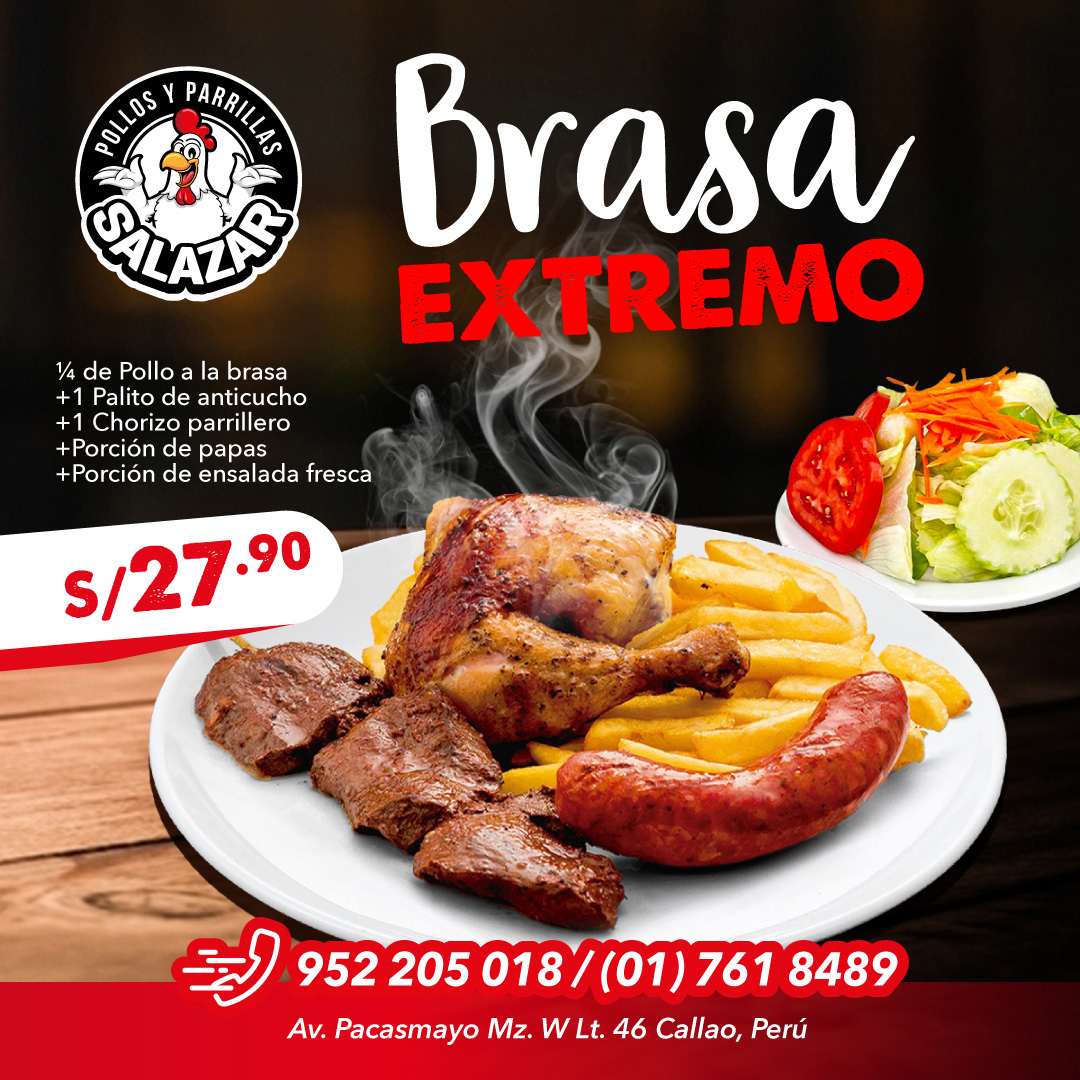 POLLOS Y PARRILLAS
SALAZAR
Brasa
EXTREMO
¼ de Pollo a la brasa
+1 Palito de anticucho
+1 Chorizo parrillero
+Porción de papas
+Porción de ensalada fresca
S/27.90
952 205 018 / (01) 761 8489
Av. Pacasmayo Mz. W Lt. 46 Callao, Perú